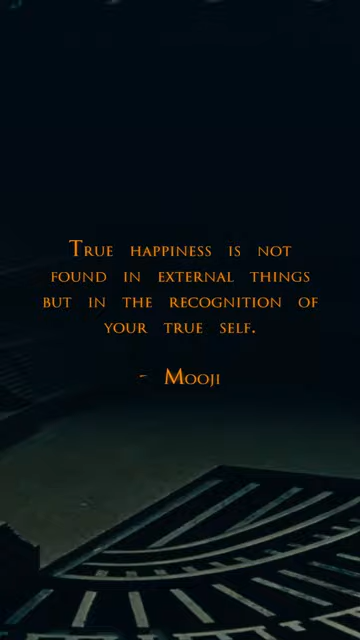 True happiness is not
found in external things
but in the recognition of
your true self.
- Mooji